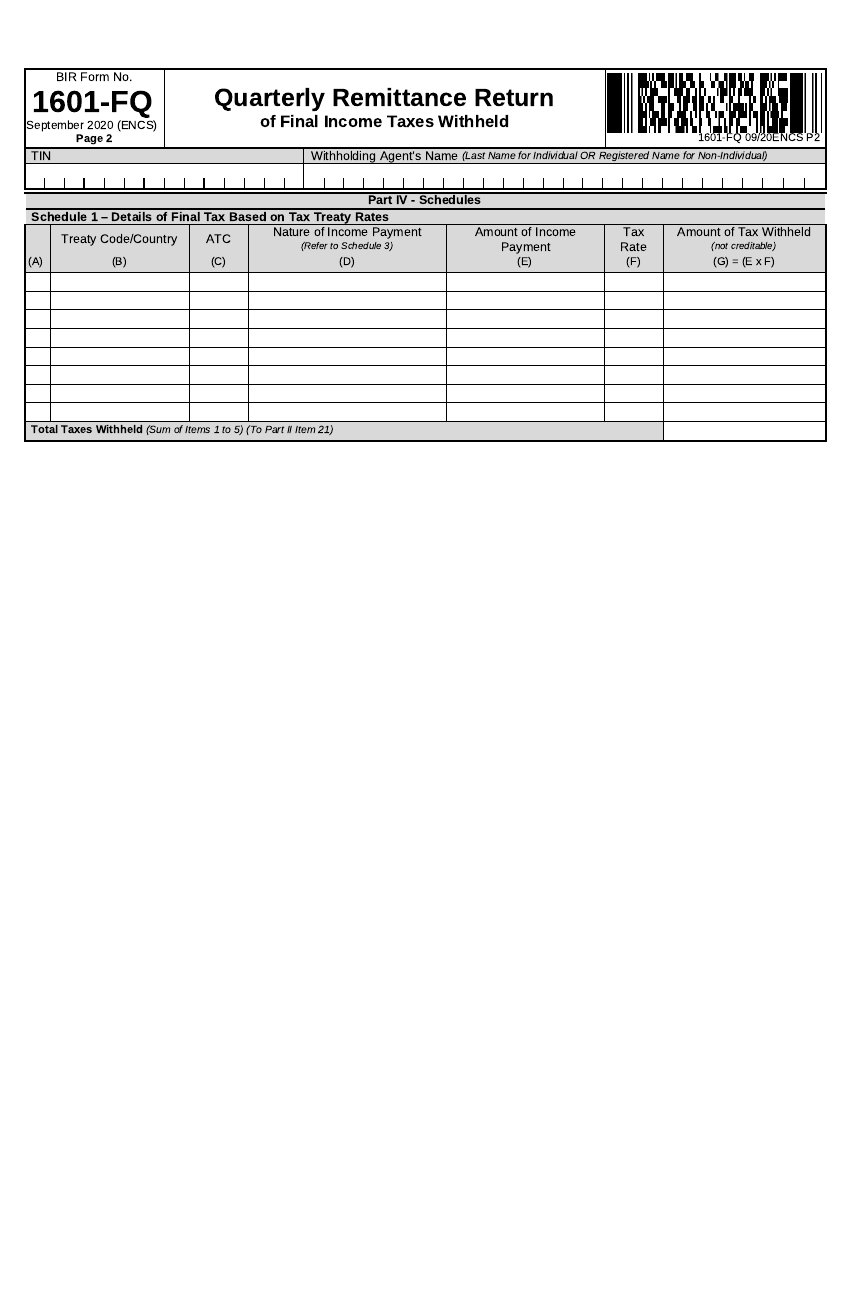 BIR Form No.
1601-FQ
September 2020 (ENCS)
Page 2
Quarterly Remittance Return
of Final Income Taxes Withheld
1601-FQ 09/20ENCS P2
TIN
Withholding Agent's Name (Last Name for Individual OR Registered Name for Non-Individual)
Part IV - Schedules
Schedule 1 – Details of Final Tax Based on Tax Treaty Rates
(A)
Treaty Code/Country
(B)
ATC
(C)
Nature of Income Payment
(Refer to Schedule 3)
(D)
Amount of Income
Payment
(E)
Tax
Rate
(F)
Amount of Tax Withheld
(not creditable)
(G) = (E x F)
Total Taxes Withheld (Sum of Items 1 to 5) (To Part II Item 21)